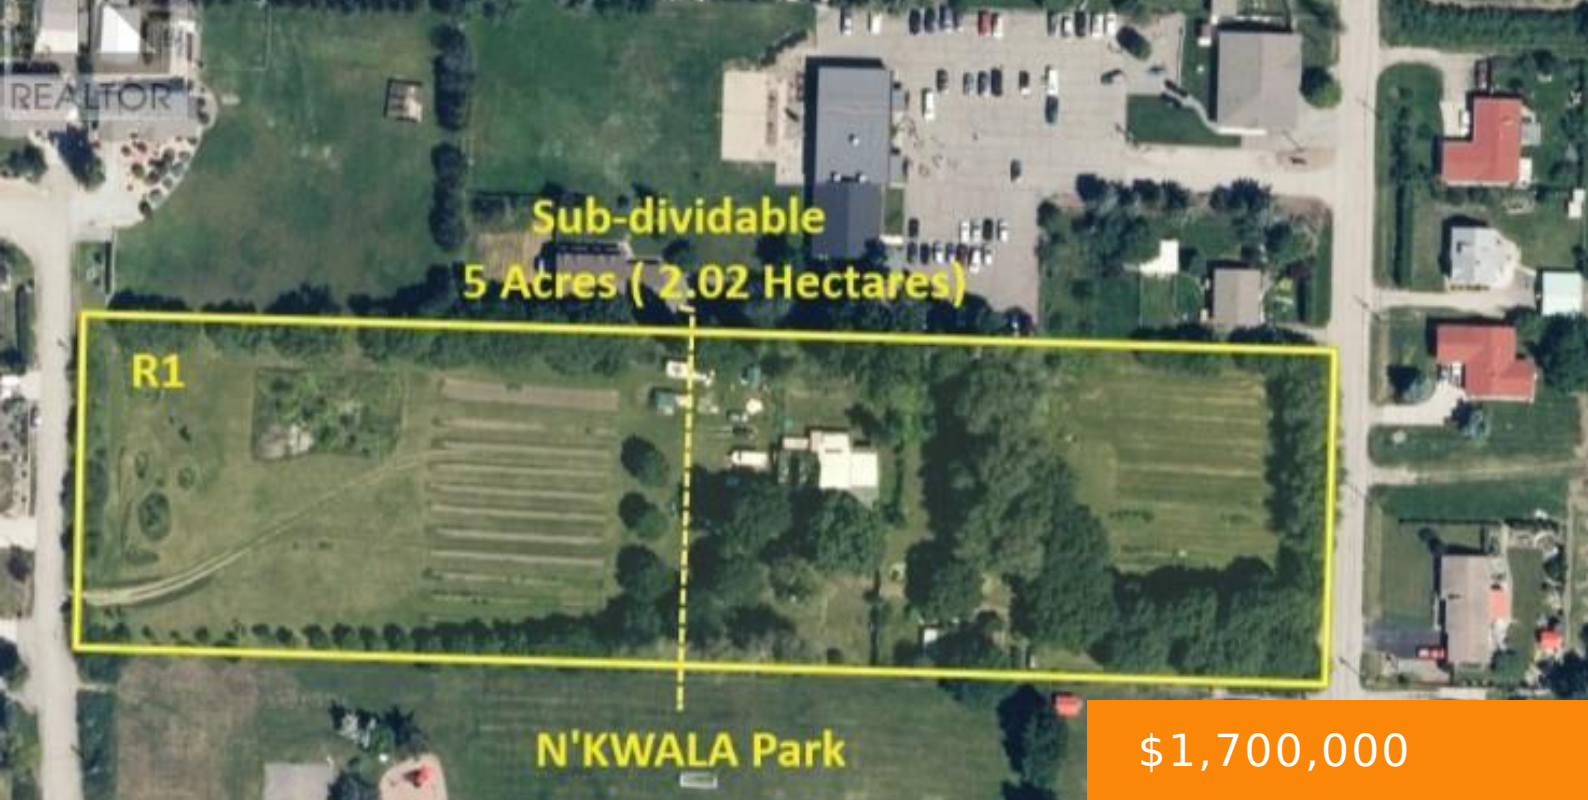 REALTOR
Sub-dividable
5 Acres ( 2.02 Hectares)
R1
N'KWALA Park
$1,700,000